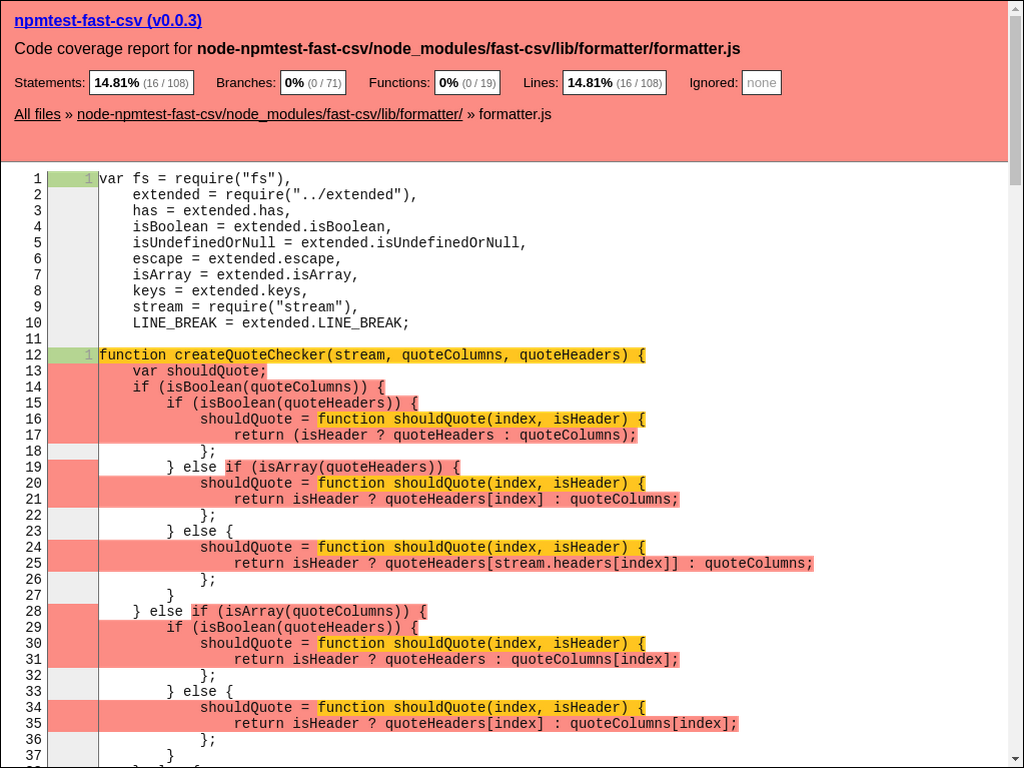 npmtest-fast-csv (v0.0.3)
Code coverage report for node-npmtest-fast-csv/node_modules/fast-csv/lib/formatter/formatter.js
Statements: 14.81% (16 / 108) Branches: 0% (0 / 71) Functions: 0% (0 / 19) Lines: 14.81% (16 / 108) Ignored: none
All files » node-npmtest-fast-csv/node_modules/fast-csv/lib/formatter/ » formatter.js
1 1 var fs = require("fs"),
2 extended = require("../extended"),
3 has = extended.has,
4 isBoolean = extended.isBoolean,
5 isUndefinedOrNull = extended.isUndefinedOrNull,
6 escape = extended.escape,
7 isArray = extended.isArray,
8 keys = extended.keys,
9 stream = require("stream"),
10 LINE_BREAK = extended.LINE_BREAK;
11
12 1 function createQuoteChecker(stream, quoteColumns, quoteHeaders) {
13 var shouldQuote;
14 if (isBoolean(quoteColumns)) {
15 if (isBoolean(quoteHeaders)) {
16 shouldQuote = function shouldQuote(index, isHeader) {
17 return (isHeader ? quoteHeaders : quoteColumns);
18 };
19 } else if (isArray(quoteHeaders)) {
20 shouldQuote = function shouldQuote(index, isHeader) {
21 return isHeader ? quoteHeaders[index] : quoteColumns;
22 };
23 } else {
24 shouldQuote = function shouldQuote(index, isHeader) {
25 return isHeader ? quoteHeaders[stream.headers[index]] : quoteColumns;
26 };
27 }
28 } else if (isArray(quoteColumns)) {
29 if (isBoolean(quoteHeaders)) {
30 shouldQuote = function shouldQuote(index, isHeader) {
31 return isHeader ? quoteHeaders : quoteColumns[index];
32 };
33 } else {
34 shouldQuote = function shouldQuote(index, isHeader) {
35 return isHeader ? quoteHeaders[index] : quoteColumns[index];
36 };
37 }